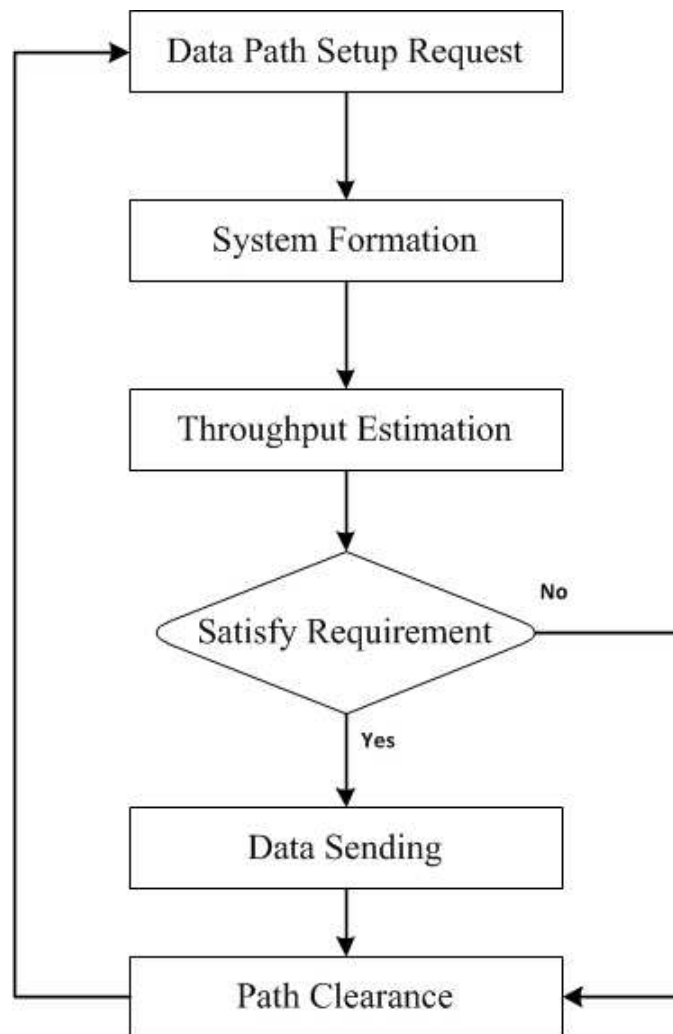 Data Path Setup Request
System Formation
Throughput Estimation
No
Satisfy Requirement
Yes
Data Sending
Path Clearance